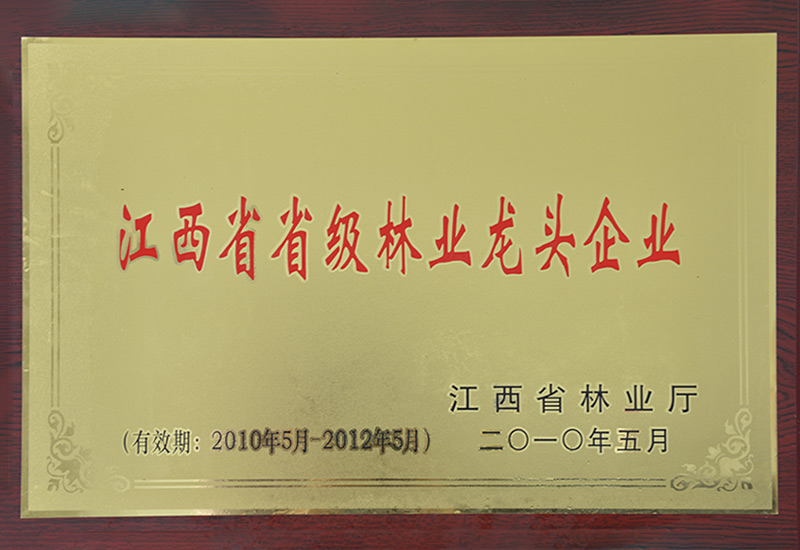 江西省省级林业龙头企业
江西省林业厅
(有效期：2010年5月-2012年5月)
二〇一〇年五月